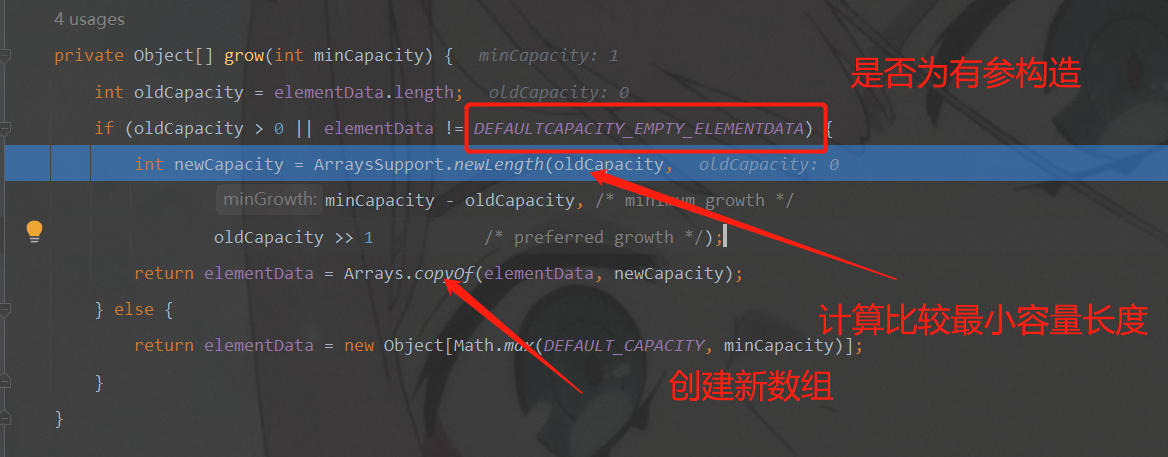 4 usages
private Object[] grow(int minCapacity) { minCapacity: 1
是否为有参构造
int oldCapacity = elementData.length; oldCapacity: 0
if (oldCapacity > 0 || elementData != DEFAULTCAPACITY_EMPTY_ELEMENTDATA) {
int newCapacity = ArraysSupport.newLength(oldCapacity, oldCapacity: 0
minGrowth: minCapacity - oldCapacity, /* minimum growth */
oldCapacity >> 1 /* preferred growth */);
return elementData = Arrays.copyOf(elementData, newCapacity);
} else {
计算比较最小容量长度
return elementData = new Object[Math.max(DEFAULT_CAPACITY, minCapacity)];
}
创建新数组
}